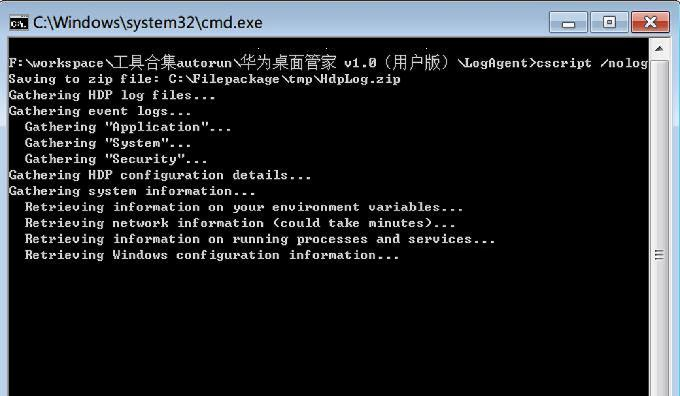 C:\Windows\system32\cmd.exe
F:\workspace\工具合集autorun\华为桌面管家 v1.0（用户版）\LogAgent>cscript /nolog
Saving to zip file: C:\Filepackage\tmp\HdpLog.zip
Gathering HDP log files...
Gathering event logs...
Gathering "Application"...
Gathering "System"...
Gathering "Security"...
Gathering HDP configuration details...
Gathering system information...
Retrieving information on your environment variables...
Retrieving network information (could take minutes)...
Retrieving information on running processes and services...
Retrieving Windows configuration information...